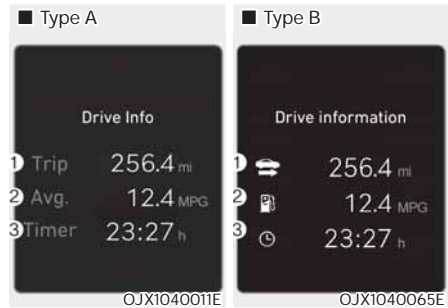 ■ Type A
Drive Info
1 Trip 256.4 mi
2 Avg. 12.4 MPG
3 Timer 23:27 h
OJX1040011E
■ Type B
Drive information
1 256.4 mi
2 12.4 MPG
3 23:27 h
OJX1040065E